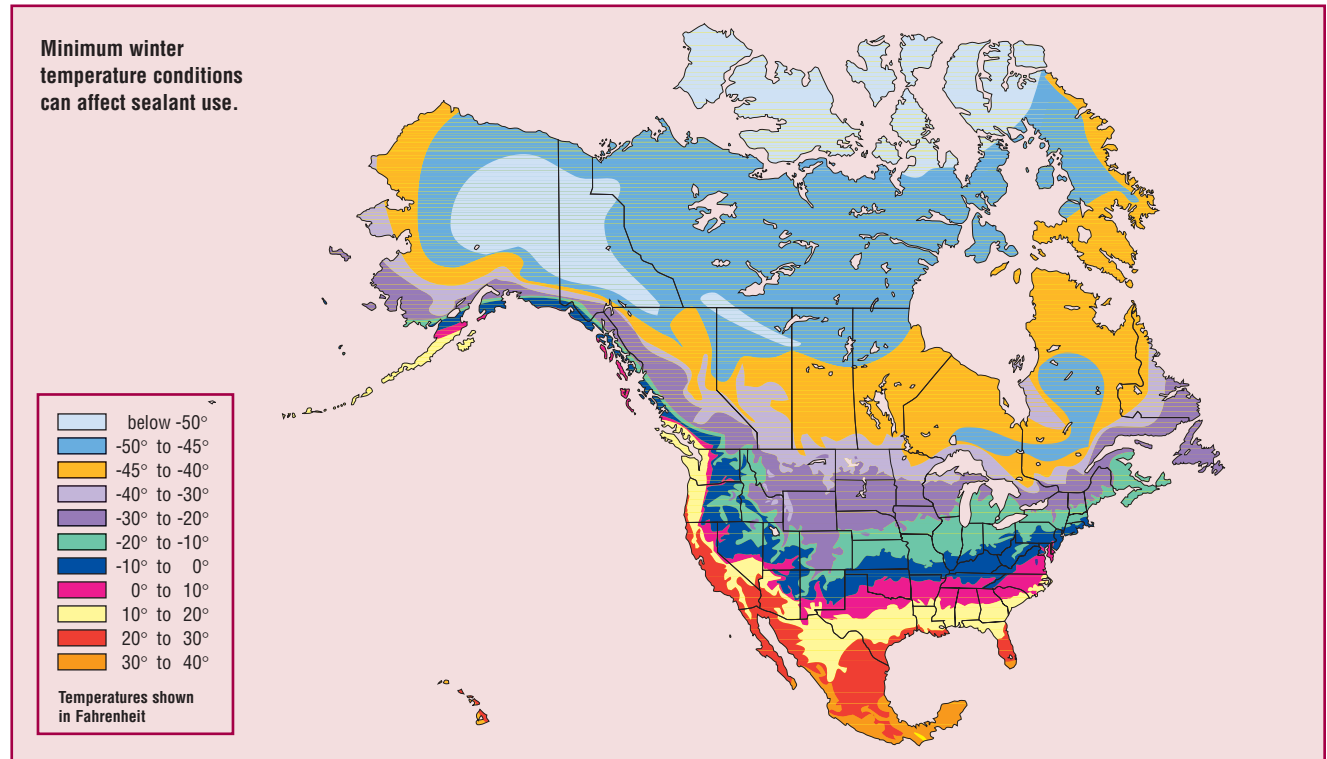 Minimum winter
temperature conditions
can affect sealant use.
below -50°
-50° to -45°
-45° to -40°
-40° to -30°
-30° to -20°
-20° to -10°
-10° to 0°
0° to 10°
10° to 20°
20° to 30°
30° to 40°
Temperatures shown
in Fahrenheit